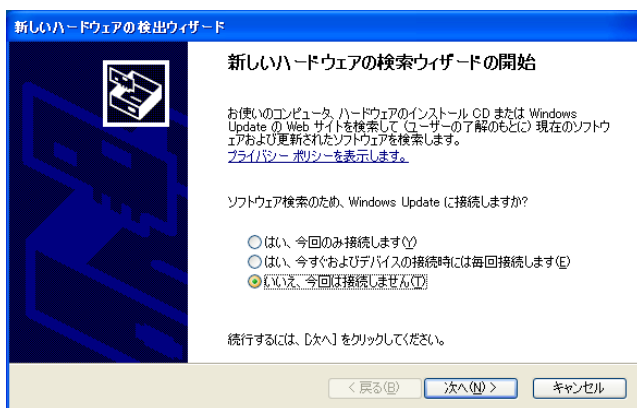 新しいハードウェアの検出ウィザード
新しいハードウェアの検索ウィザードの開始
お使いのコンピュータ、ハードウェアのインストール CD または Windows
Update の Web サイトを検索して (ユーザーの了解のもとに) 現在のソフトウ
ェアおよび更新されたソフトウェアを検索します。
プライバシー ポリシーを表示します。
ソフトウェア検索のため、Windows Update に接続しますか?
はい、今回のみ接続します(Y)
はい、今すぐおよびデバイスの接続時には毎回接続します(E)
いいえ、今回は接続しません(T)
続行するには、[次へ] をクリックしてください。
< 戻る(B) 次へ(N) > キャンセル